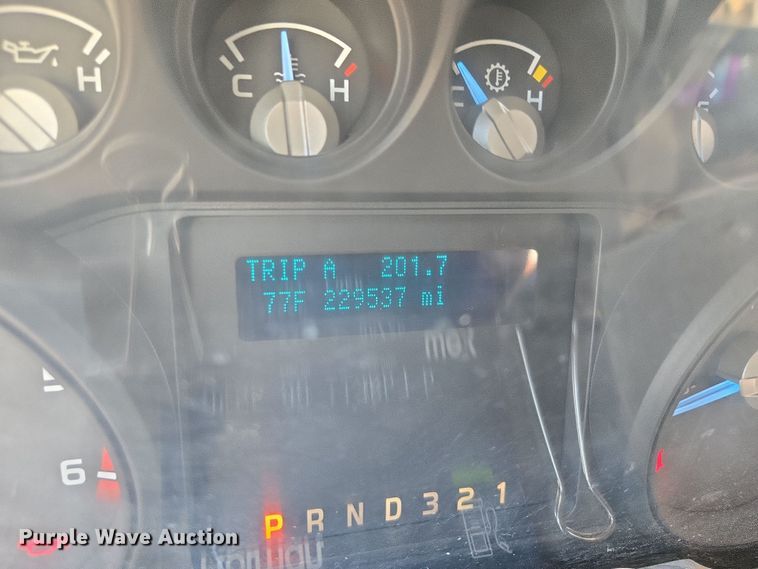 H
C H
C H
TRIP A 201.7
77F 229537 mi
6
P R N D 3 2 1
Purple Wave Auction